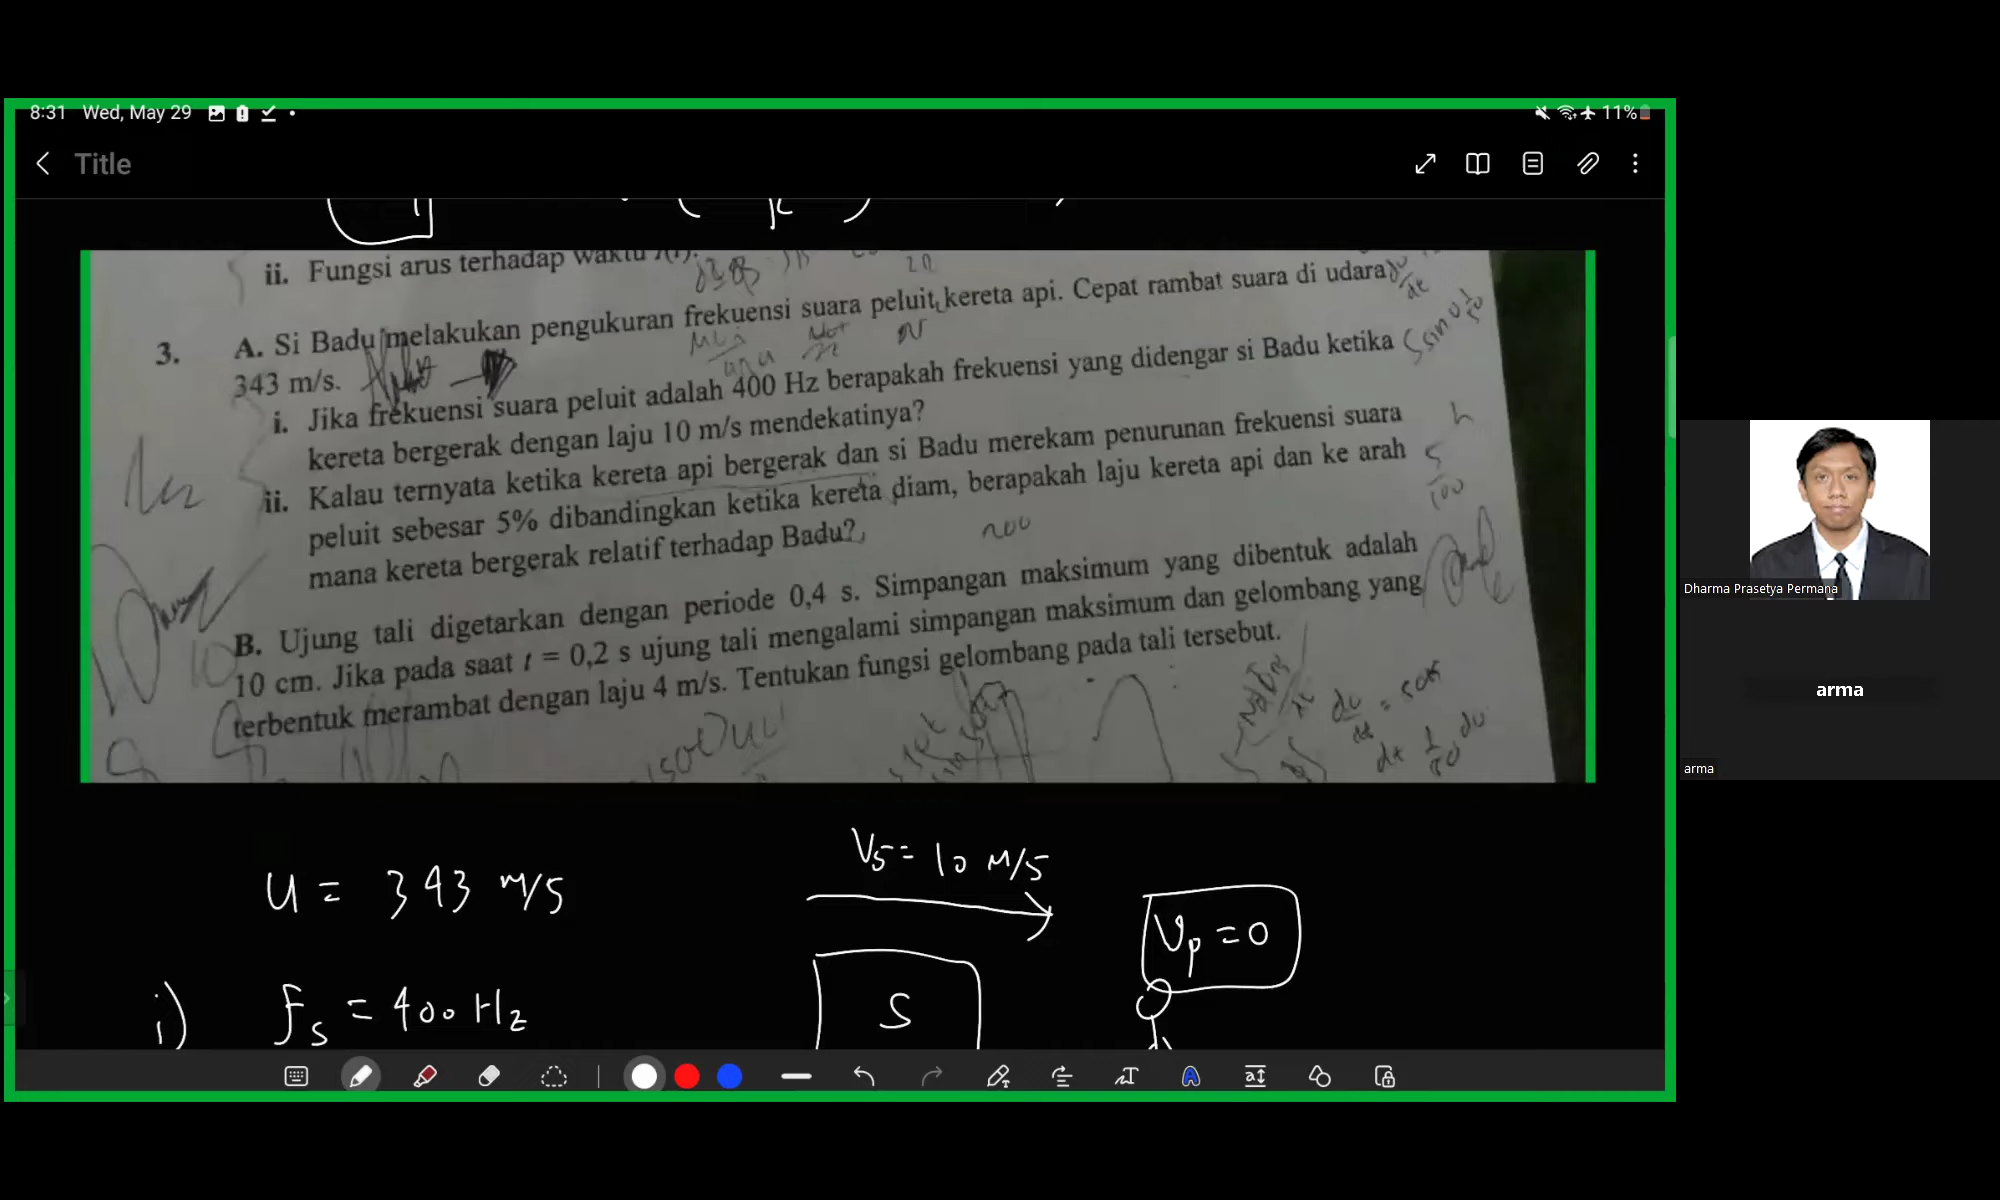 8:31 Wed, May 29
11%
Title
ii. Fungsi arus terhadap waktu
3. A. Si Badu melakukan pengukuran frekuensi suara peluit kereta api. Cepat rambat suara di udara
343 m/s.
i. Jika frekuensi suara peluit adalah 400 Hz berapakah frekuensi yang didengar si Badu ketika
kereta bergerak dengan laju 10 m/s mendekatinya?
ii. Kalau ternyata ketika kereta api bergerak dan si Badu merekam penurunan frekuensi suara
peluit sebesar 5% dibandingkan ketika kereta diam, berapakah laju kereta api dan ke arah
mana kereta bergerak relatif terhadap Badu?
B. Ujung tali digetarkan dengan periode 0,4 s. Simpangan maksimum yang dibentuk adalah
10 cm. Jika pada saat t = 0,2 s ujung tali mengalami simpangan maksimum dan gelombang yang
terbentuk merambat dengan laju 4 m/s. Tentukan fungsi gelombang pada tali tersebut.
u = 343 m/s
Vs = 10 m/s
Vp = 0
i) fs = 400 Hz
S
Dharma Prasetya Permana
arma
arma